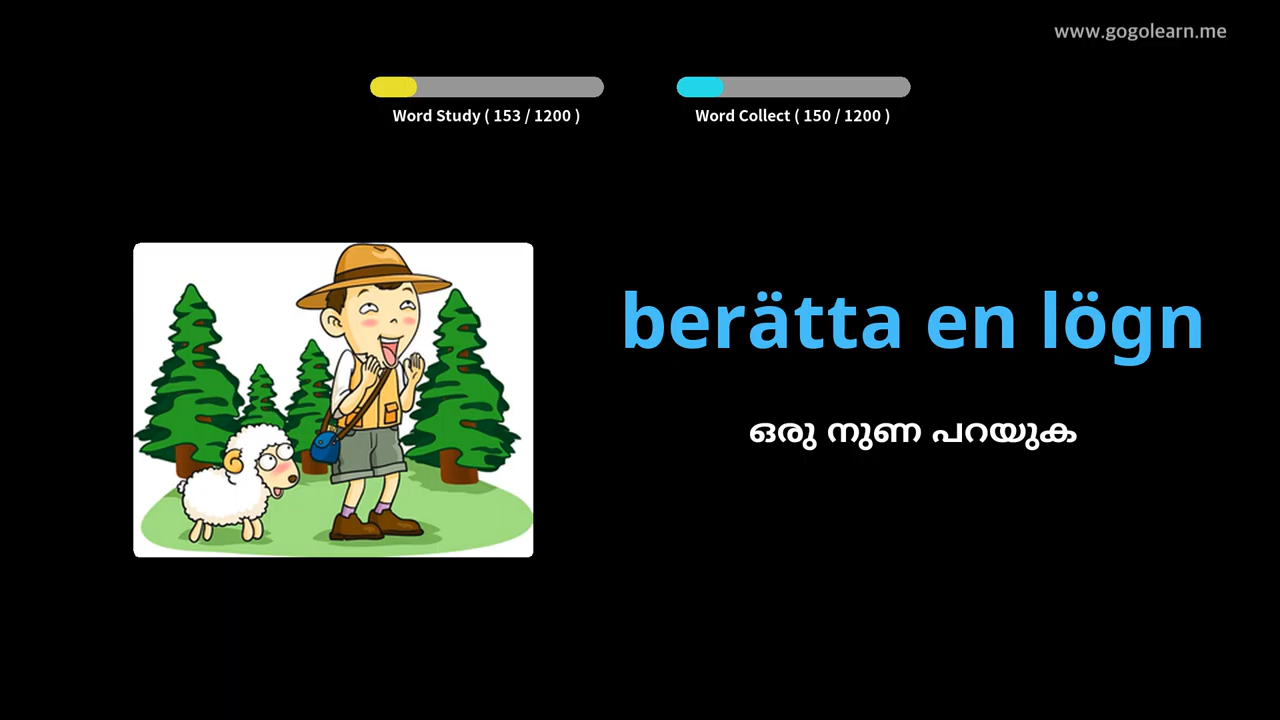 www.gogolearn.me
Word Study ( 153 / 1200 )
Word Collect ( 150 / 1200 )
berätta en lögn
ഒരു നുണ പറയുക